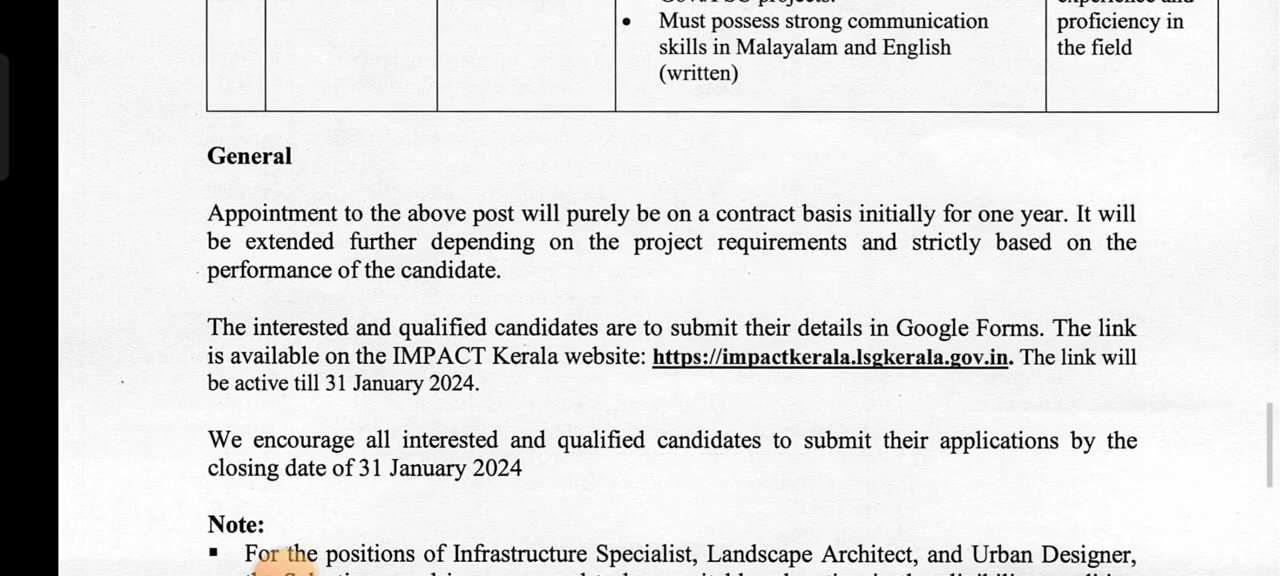 Must possess strong communication
skills in Malayalam and English
(written)
proficiency in
the field
General
Appointment to the above post will purely be on a contract basis initially for one year. It will
be extended further depending on the project requirements and strictly based on the
performance of the candidate.
The interested and qualified candidates are to submit their details in Google Forms. The link
is available on the IMPACT Kerala website: https://impactkerala.lsgkerala.gov.in. The link will
be active till 31 January 2024.
We encourage all interested and qualified candidates to submit their applications by the
closing date of 31 January 2024
Note:
▪ For the positions of Infrastructure Specialist, Landscape Architect, and Urban Designer,